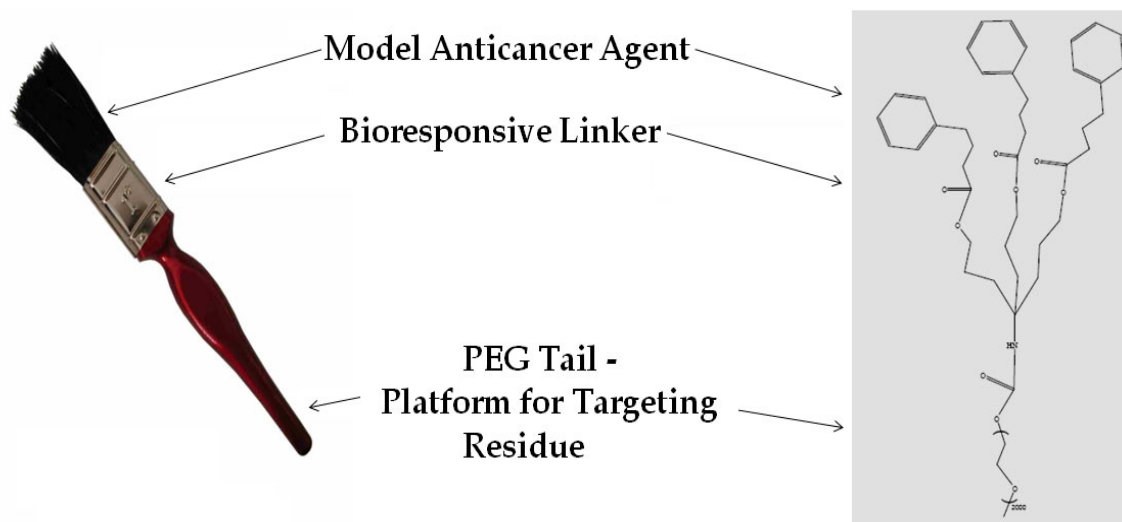 Model Anticancer Agent
Bioresponsive Linker
PEG Tail -
Platform for Targeting
Residue
O
O
O
O
O
O
HN
O
O
O
2000